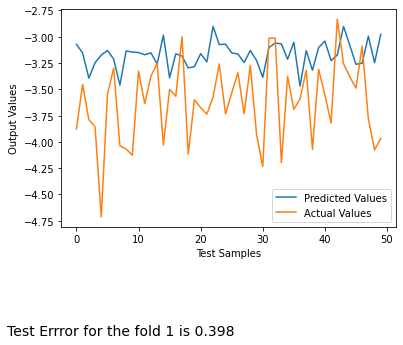 −2.75
−3.00
−3.25
−3.50
−3.75
−4.00
−4.25
−4.50
−4.75
Output Values
Predicted Values
Actual Values
0 10 20 30 40 50
Test Samples
Test Errror for the fold 1 is 0.398